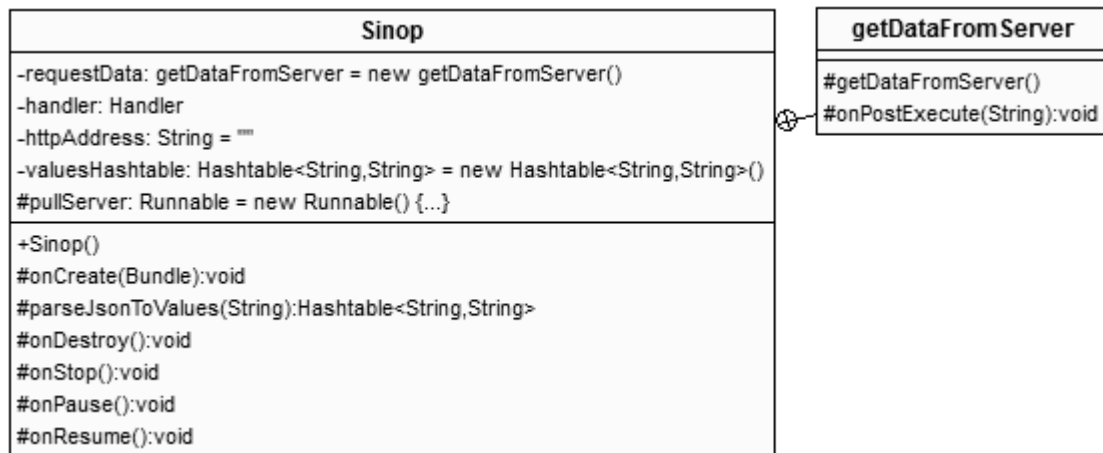 Sinop
-requestData: getDataFromServer = new getDataFromServer()
-handler: Handler
-httpAddress: String = ""
-valuesHashtable: Hashtable<String,String> = new Hashtable<String,String>()
#pullServer: Runnable = new Runnable() {...}
+Sinop()
#onCreate(Bundle):void
#parseJsonToValues(String):Hashtable<String,String>
#onDestroy():void
#onStop():void
#onPause():void
#onResume():void
getDataFromServer
#getDataFromServer()
#onPostExecute(String):void